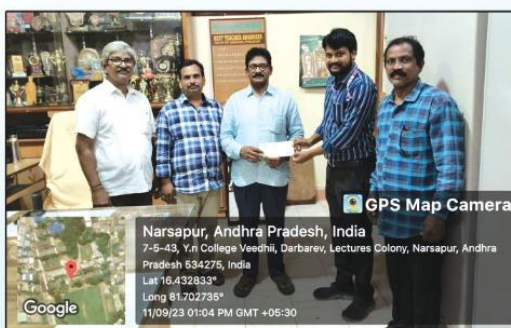 BEST TEACHER AWARDEES
GPS Map Camera
Narsapur, Andhra Pradesh, India
7-5-43, Y.n College Veedhii, Darbarev, Lectures Colony, Narsapur, Andhra
Pradesh 534275, India
Lat 16.432833°
Long 81.702735°
11/09/23 01:04 PM GMT +05:30
Google